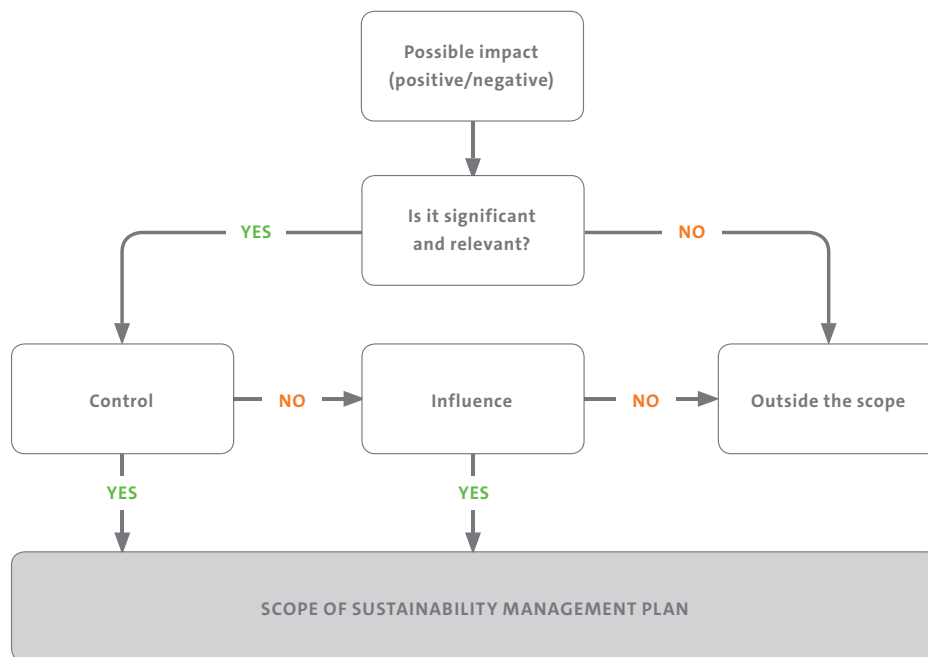 Possible impact
(positive/negative)
Is it significant
and relevant?
YES
NO
Control
NO
Influence
NO
Outside the scope
YES
YES
SCOPE OF SUSTAINABILITY MANAGEMENT PLAN